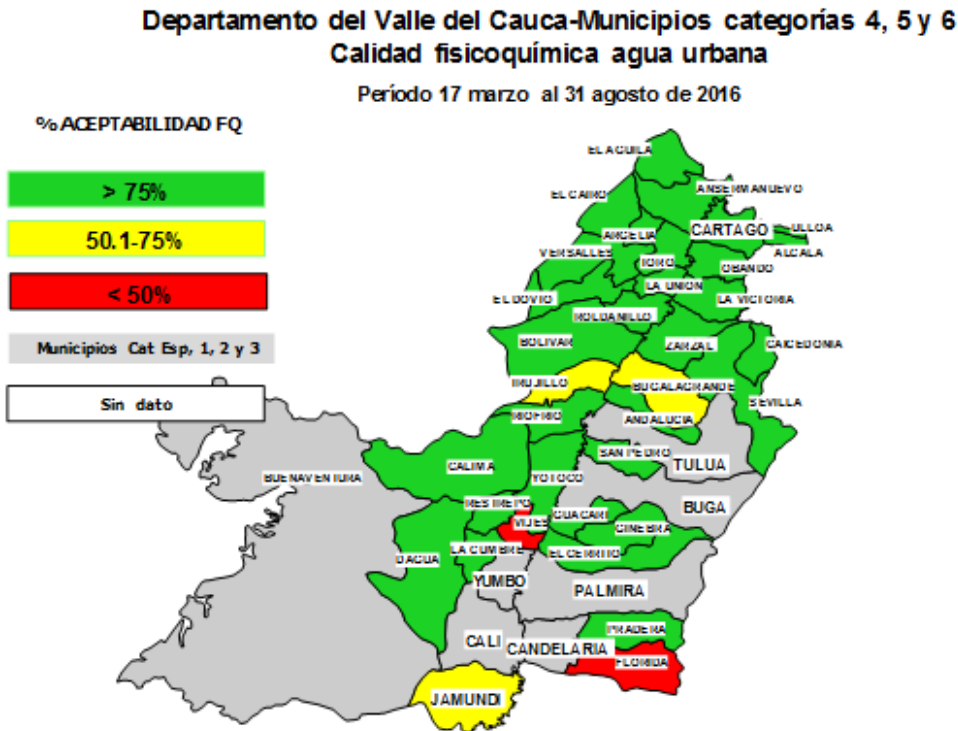 Departamento del Valle del Cauca-Municipios categorías 4, 5 y 6
Calidad fisicoquímica agua urbana
Período 17 marzo al 31 agosto de 2016
% ACEPTABILIDAD FQ
> 75%
50.1-75%
< 50%
Municipios Cat Esp, 1, 2 y 3
Sin dato
EL AGUILA
ANSERMANUEVO
EL CAIRO
ARGELIA
CARTAGO
ULLOA
ALCALA
VERSALLES
TORO
OBANDO
LA UNION
EL DOVIO
LA VICTORIA
ROLDANILLO
BOLIVAR
ZARZAL
CAICEDONIA
TRUJILLO
BUGALAGRANDE
SEVILLA
RIOFRIO
ANDALUCIA
SAN PEDRO
TULUA
CALIMA
BUENAVENTURA
YOTOCO
RESTREPO
GUACARI
BUGA
VIJES
GINEBRA
LA CUMBRE
EL CERRITO
DAGUA
YUMBO
PALMIRA
PRADERA
CALI
CANDELARIA
FLORIDA
JAMUNDI